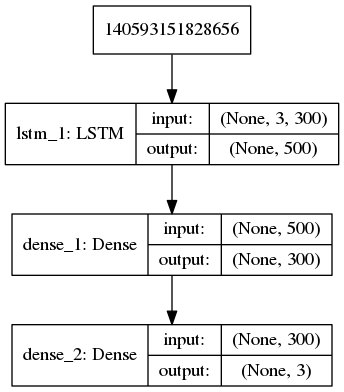 140593151828656
lstm_1: LSTM
input: (None, 3, 300)
output: (None, 500)
dense_1: Dense
input: (None, 500)
output: (None, 300)
dense_2: Dense
input: (None, 300)
output: (None, 3)